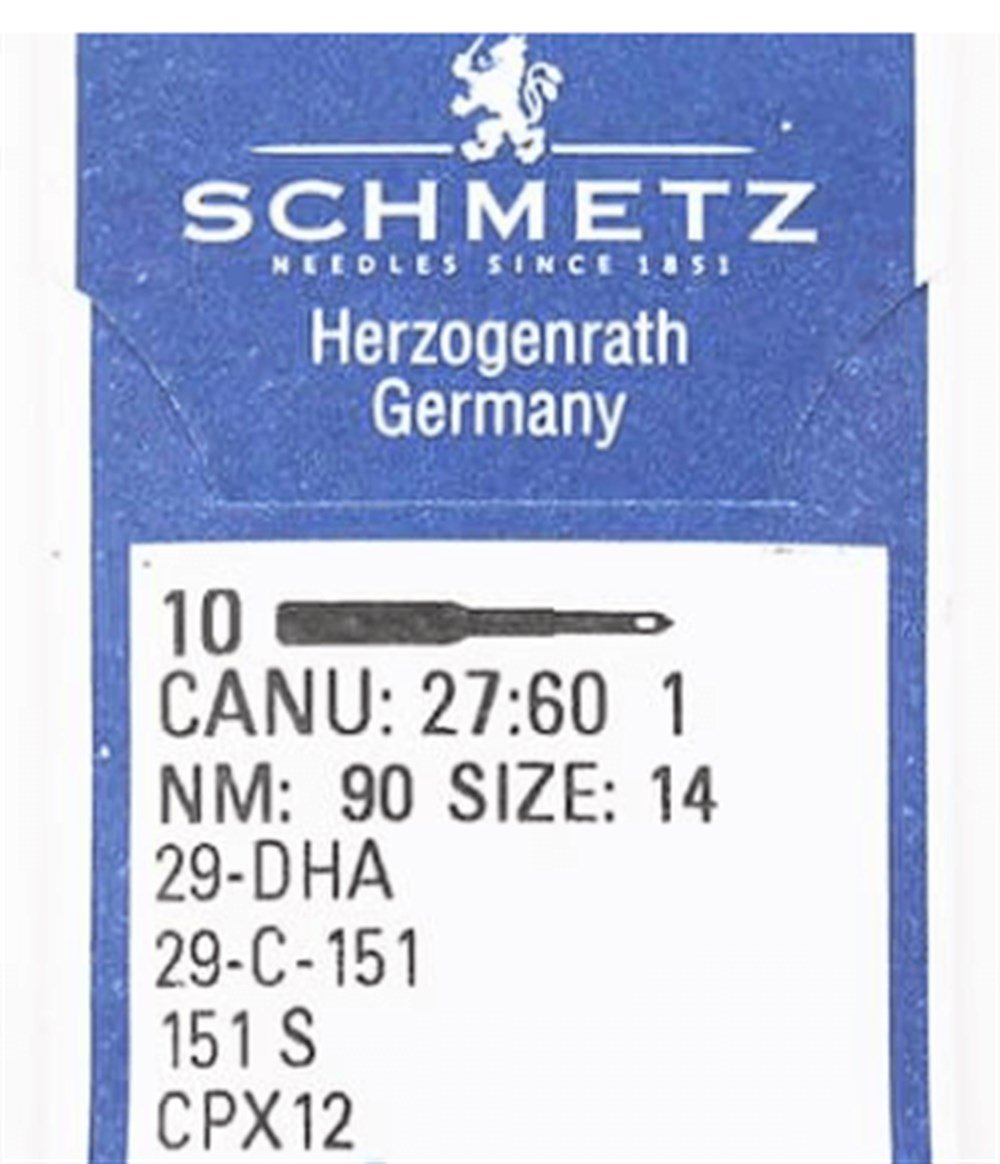 SCHMETZ
NEEDLES SINCE 1851
Herzogenrath
Germany
10
CANU: 27:60 1
NM: 90 SIZE: 14
29-DHA
29-C-151
151 S
CPX12